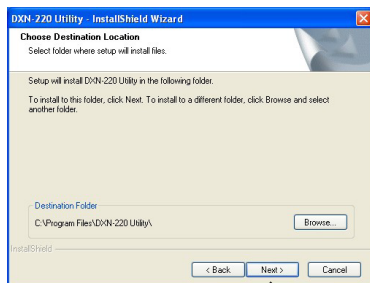 DXN-220 Utility - InstallShield Wizard
Choose Destination Location
Select folder where setup will install files.
Setup will install DXN-220 Utility in the following folder.
To install to this folder, click Next. To install to a different folder, click Browse and select
another folder.
Destination Folder
C:\Program Files\DXN-220 Utility\
Browse...
InstallShield
< Back
Next >
Cancel